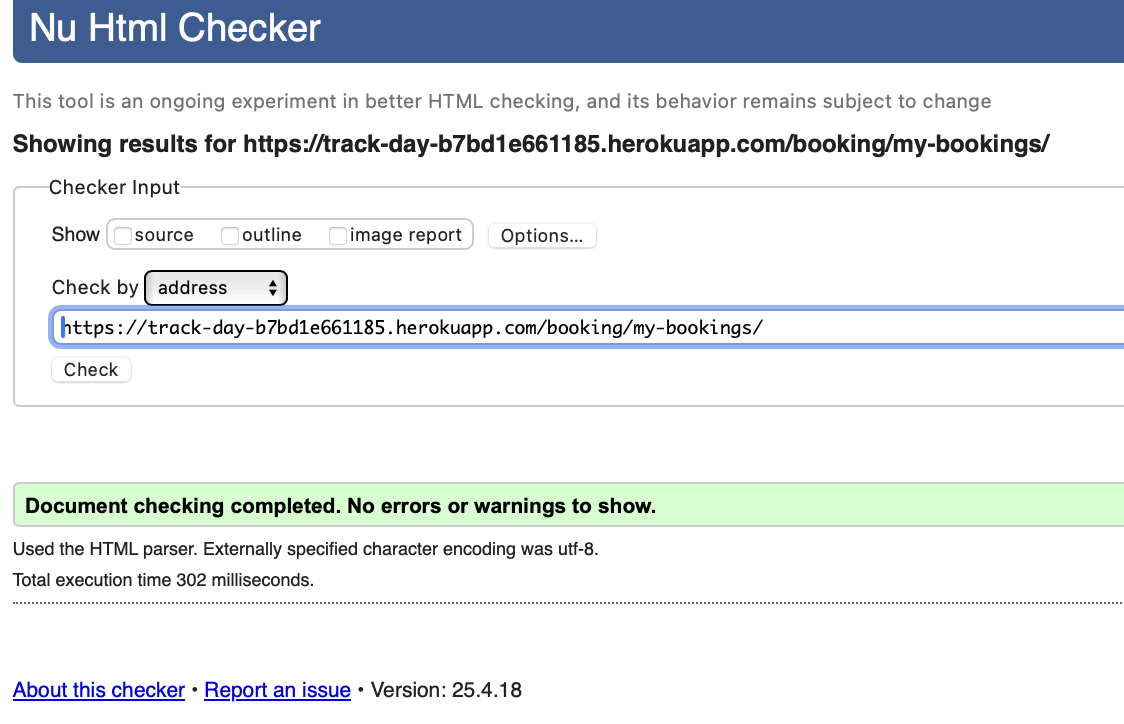 Nu Html Checker
This tool is an ongoing experiment in better HTML checking, and its behavior remains subject to change
Showing results for https://track-day-b7bd1e661185.herokuapp.com/booking/my-bookings/
Checker Input
Show source outline image report Options...
Check by address
https://track-day-b7bd1e661185.herokuapp.com/booking/my-bookings/
Check
Document checking completed. No errors or warnings to show.
Used the HTML parser. Externally specified character encoding was utf-8.
Total execution time 302 milliseconds.
About this checker • Report an issue • Version: 25.4.18